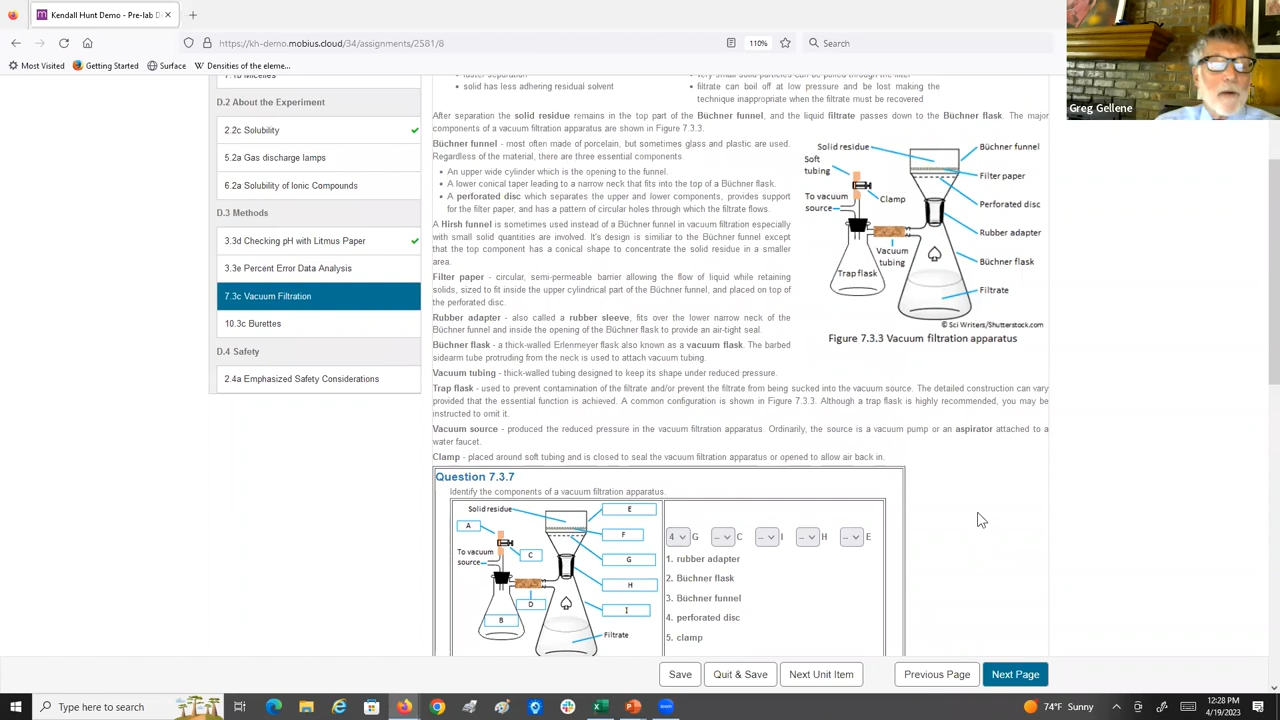 Kendall Hunt Demo - Pre-lab D
https://kh-demo.mobius.cloud/34/assignments/2581/6
110%
Search
Most Visited
Getting Started
Surface
Densities of the eleme...
Greg Gellene
7.1b Micelles
D.2 About the Experiment
2.2c Solubility
5.2a Gas discharge lamps
6.2a Solubility of Ionic Compounds
D.3 Methods
3.3d Checking pH with Litmus Paper
3.3e Percent Error Data Analysis
7.3c Vacuum Filtration
10.3c Burettes
D.4 Safety
2.4a Emphasized Safety Considerations
• faster separation
• solid has less adhering residual solvent
• very small solid particles can be pulled through the filter
• filtrate can boil off at low pressure and be lost making the
technique inappropriate when the filtrate must be recovered
After separation the solid residue remains in the top part of the Büchner funnel, and the liquid filtrate passes down to the Büchner flask. The major
components of a vacuum filtration apparatus are shown in Figure 7.3.3.
Büchner funnel - most often made of porcelain, but sometimes glass and plastic are used.
Regardless of the material, there are three essential components.
• An upper wide cylinder which is the opening to the funnel.
• A lower conical taper leading to a narrow neck that fits into the top of a Büchner flask.
• A perforated disc which separates the upper and lower components, provides support
for the filter paper, and has a pattern of circular holes through which the filtrate flows.
A Hirsh funnel is sometimes used instead of a Büchner funnel in vacuum filtration especially
with small solid quantities are involved. It's design is similiar to the Büchner funnel except
that the top component has a conical shape to concentrate the solid residue in a smaller
area.
Filter paper - circular, semi-permeable barrier allowing the flow of liquid while retaining
solids, sized to fit inside the upper cylindrical part of the Büchner funnel, and placed on top of
the perforated disc.
Rubber adapter - also called a rubber sleeve, fits over the lower narrow neck of the
Büchner funnel and inside the opening of the Büchner flask to provide an air-tight seal.
Büchner flask - a thick-walled Erlenmeyer flask also known as a vacuum flask. The barbed
sidearm tube protruding from the neck is used to attach vacuum tubing.
Vacuum tubing - thick-walled tubing designed to keep its shape under reduced pressure.
Solid residue
Büchner funnel
Soft
tubing
Filter paper
To vacuum
source
Clamp
Perforated disc
Rubber adapter
Vacuum
tubing
Büchner flask
Trap flask
Filtrate
© Sci Writers/Shutterstock.com
Figure 7.3.3 Vacuum filtration apparatus
Trap flask - used to prevent contamination of the filtrate and/or prevent the filtrate from being sucked into the vacuum source. The detailed construction can vary
provided that the essential function is achieved. A common configuration is shown in Figure 7.3.3. Although a trap flask is highly recommended, you may be
instructed to omit it.
Vacuum source - produced the reduced pressure in the vacuum filtration apparatus. Ordinarily, the source is a vacuum pump or an aspirator attached to a
water faucet.
Clamp - placed around soft tubing and is closed to seal the vacuum filtration apparatus or opened to allow air back in.
Question 7.3.7
Identify the components of a vacuum filtration apparatus.
Solid residue
E
A
F
To vacuum
source
C
G
H
D
I
B
Filtrate
4 G -- C -- I -- H -- E
1. rubber adapter
2. Büchner flask
3. Büchner funnel
4. perforated disc
5. clamp
Save
Quit & Save
Next Unit Item
Previous Page
Next Page
Type here to search
74°F Sunny
12:28 PM
4/19/2023